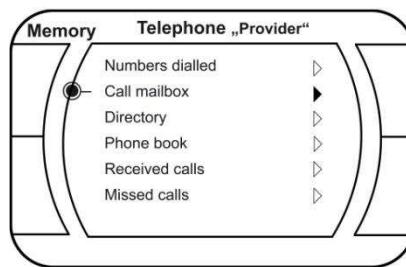 Memory
Telephone „Provider“
Numbers dialled
Call mailbox
Directory
Phone book
Received calls
Missed calls